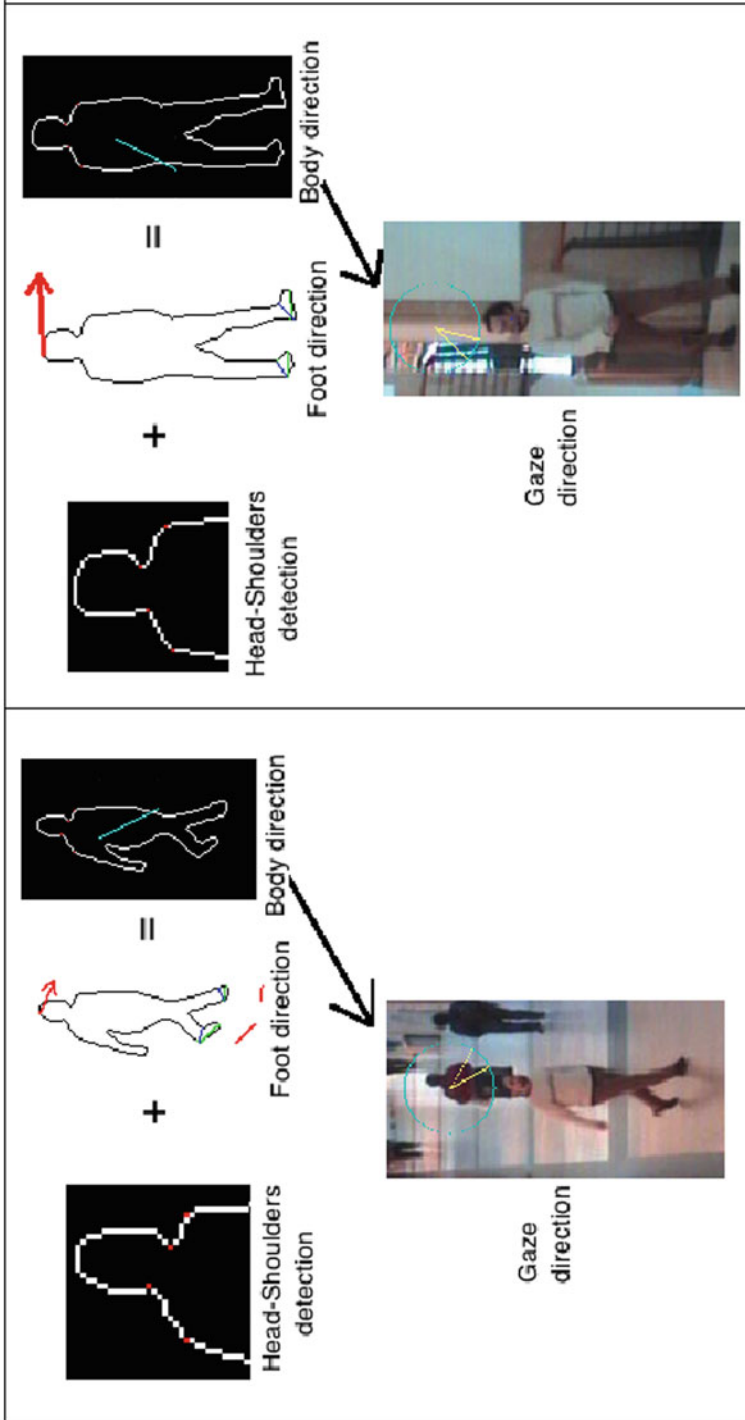 Head-Shoulders
detection
+
Foot direction
=
Body direction
Gaze
direction
Head-Shoulders
detection
+
Foot direction
=
Body direction
Gaze
direction